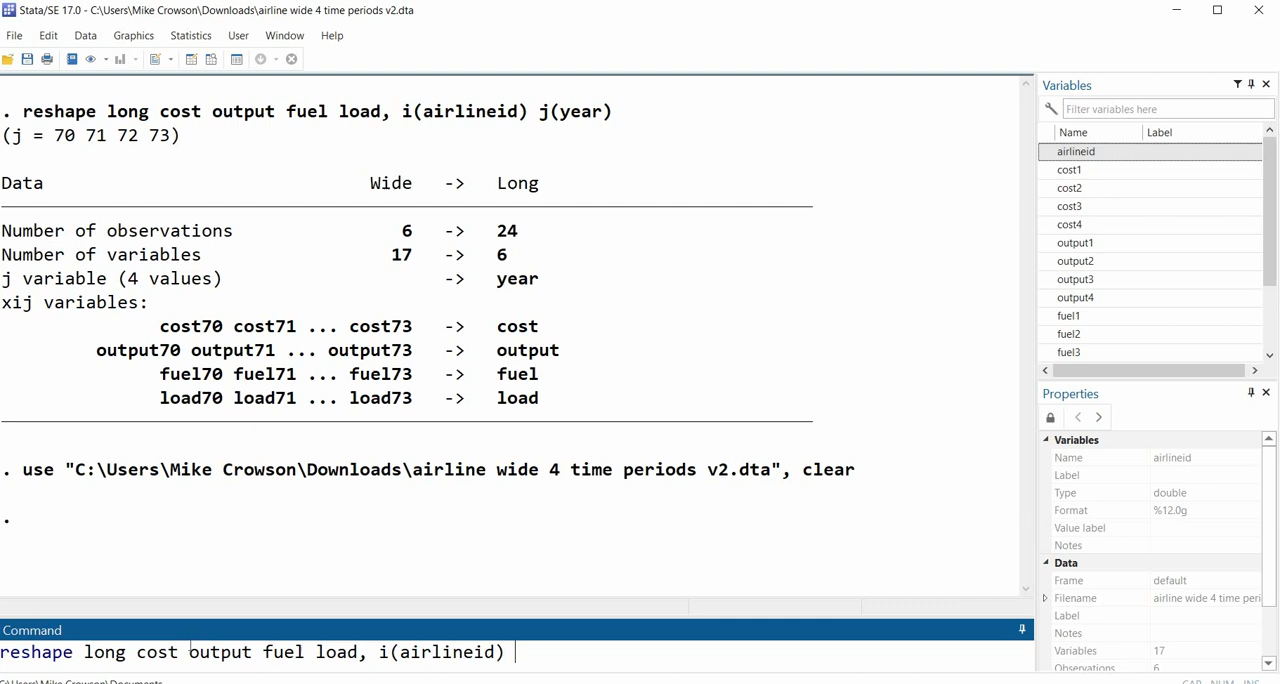 Stata/SE 17.0 - C:\Users\Mike Crowson\Downloads\airline wide 4 time periods v2.dta
File Edit Data Graphics Statistics User Window Help
. reshape long cost output fuel load, i(airlineid) j(year)
(j = 70 71 72 73)
Data Wide -> Long
Number of observations 6 -> 24
Number of variables 17 -> 6
j variable (4 values) -> year
xij variables:
cost70 cost71 ... cost73 -> cost
output70 output71 ... output73 -> output
fuel70 fuel71 ... fuel73 -> fuel
load70 load71 ... load73 -> load
. use "C:\Users\Mike Crowson\Downloads\airline wide 4 time periods v2.dta", clear
.
Command
reshape long cost output fuel load, i(airlineid)
C:\Users\Mike Crowson\Documents
Variables
Filter variables here
Name Label
airlineid
cost1
cost2
cost3
cost4
output1
output2
output3
output4
fuel1
fuel2
fuel3
Properties
Variables
Name airlineid
Label
Type double
Format %12.0g
Value label
Notes
Data
Frame default
Filename airline wide 4 time peri
Label
Notes
Variables 17
Observations 6
CAP NUM INS